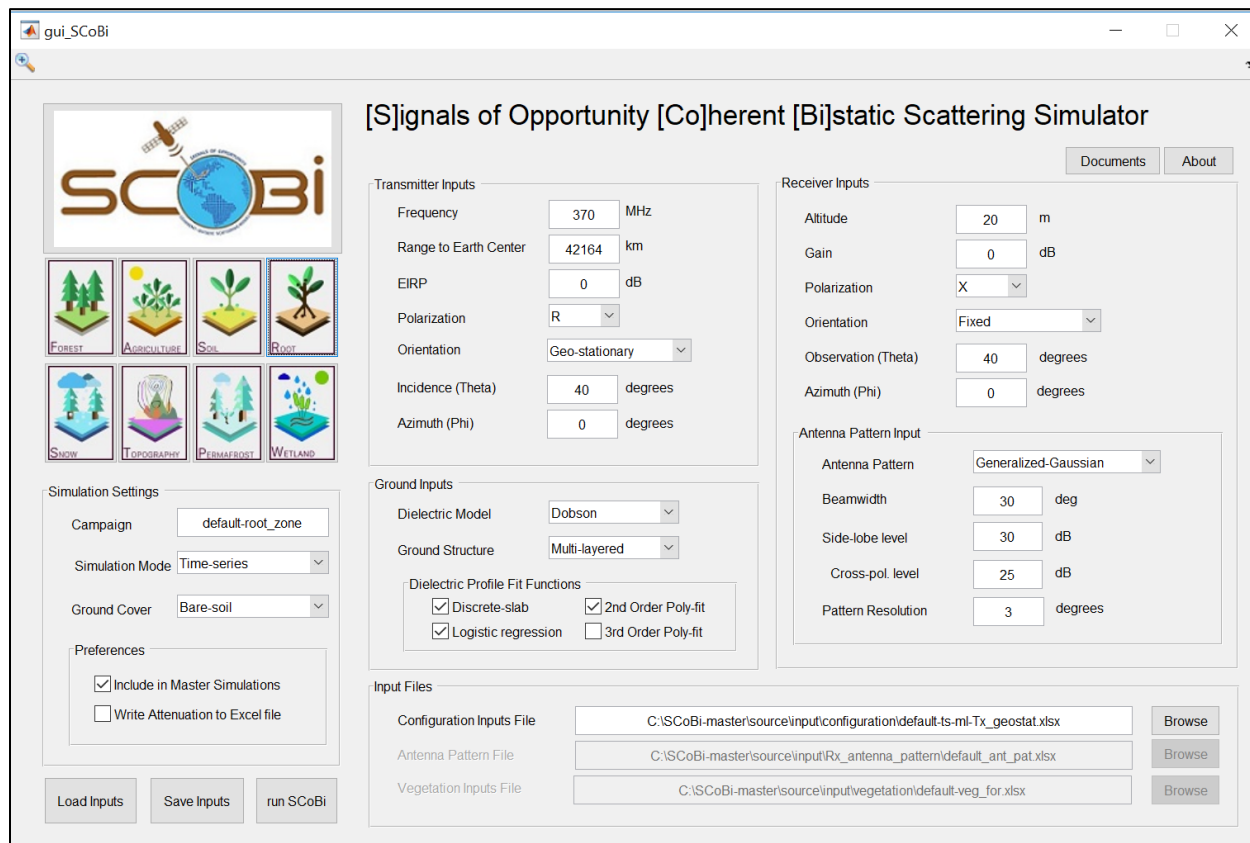 gui_SCoBi
[S]ignals of Opportunity [Co]herent [Bi]static Scattering Simulator
SIGNALS OF OPPORTUNITY
SCOBi
Documents About
FOREST AGRICULTURE SOIL ROOT
SNOW TOPOGRAPHY PERMAFROST WETLAND
Simulation Settings
Campaign default-root_zone
Simulation Mode Time-series
Ground Cover Bare-soil
Preferences
Include in Master Simulations
Write Attenuation to Excel file
Load Inputs Save Inputs run SCoBi
Transmitter Inputs
Frequency 370 MHz
Range to Earth Center 42164 km
EIRP 0 dB
Polarization R
Orientation Geo-stationary
Incidence (Theta) 40 degrees
Azimuth (Phi) 0 degrees
Ground Inputs
Dielectric Model Dobson
Ground Structure Multi-layered
Dielectric Profile Fit Functions
Discrete-slab 2nd Order Poly-fit
Logistic regression 3rd Order Poly-fit
Receiver Inputs
Altitude 20 m
Gain 0 dB
Polarization X
Orientation Fixed
Observation (Theta) 40 degrees
Azimuth (Phi) 0 degrees
Antenna Pattern Input
Antenna Pattern Generalized-Gaussian
Beamwidth 30 deg
Side-lobe level 30 dB
Cross-pol. level 25 dB
Pattern Resolution 3 degrees
Input Files
Configuration Inputs File C:\SCoBi-master\source\input\configuration\default-ts-ml-Tx_geostat.xlsx Browse
Antenna Pattern File C:\SCoBi-master\source\input\Rx_antenna_pattern\default_ant_pat.xlsx Browse
Vegetation Inputs File C:\SCoBi-master\source\input\vegetation\default-veg_for.xlsx Browse